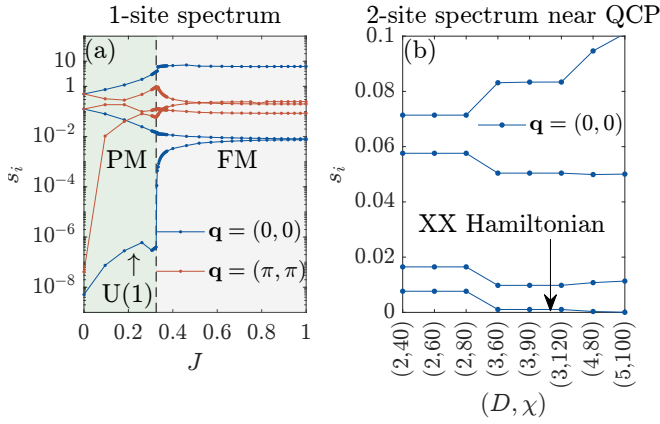 1-site spectrum
(a)
10
1
10⁻²
10⁻⁴
10⁻⁶
10⁻⁸
sᵢ
PM
FM
q = (0, 0)
q = (π, π)
U(1)
0
0.2
0.4
0.6
0.8
1
J
2-site spectrum near QCP
(b)
0.1
0.08
0.06
0.04
0.02
0
sᵢ
q = (0, 0)
XX Hamiltonian
(2,40)
(2,60)
(2,80)
(3,60)
(3,90)
(3,120)
(4,80)
(5,100)
(D, χ)